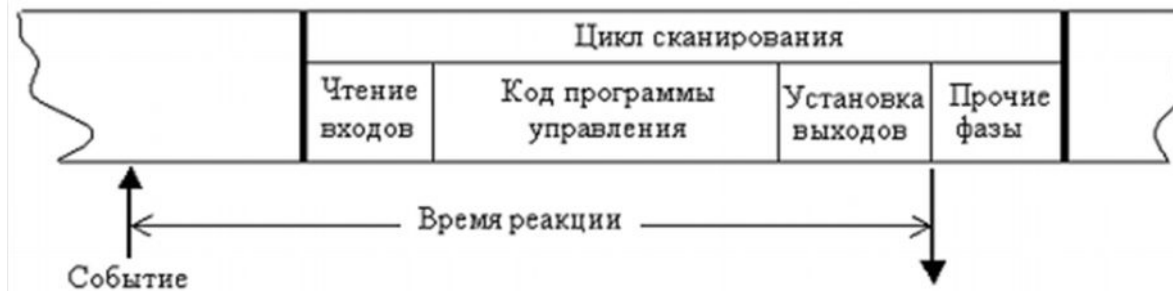 Цикл сканирования
Чтение
входов
Код программы
управления
Установка
выходов
Прочие
фазы
Время реакции
Событие